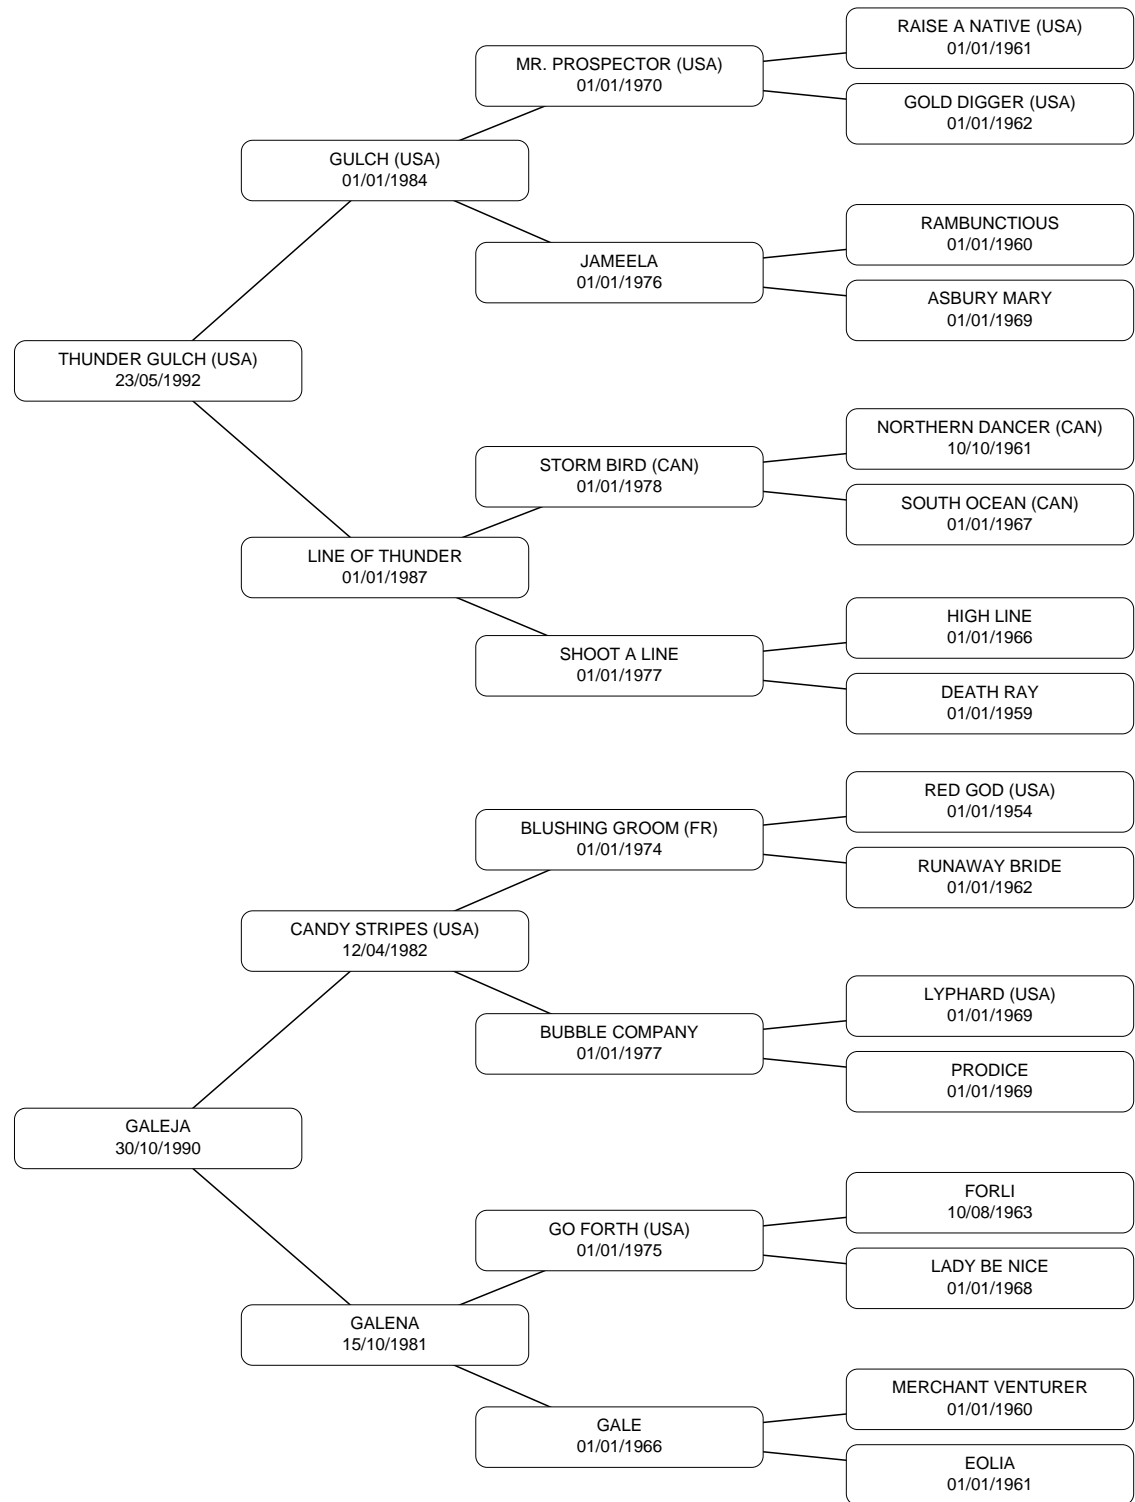 RAISE A NATIVE (USA)
01/01/1961
MR. PROSPECTOR (USA)
01/01/1970
GOLD DIGGER (USA)
01/01/1962
GULCH (USA)
01/01/1984
RAMBUNCTIOUS
01/01/1960
JAMEELA
01/01/1976
ASBURY MARY
01/01/1969
THUNDER GULCH (USA)
23/05/1992
NORTHERN DANCER (CAN)
10/10/1961
STORM BIRD (CAN)
01/01/1978
SOUTH OCEAN (CAN)
01/01/1967
LINE OF THUNDER
01/01/1987
HIGH LINE
01/01/1966
SHOOT A LINE
01/01/1977
DEATH RAY
01/01/1959
RED GOD (USA)
01/01/1954
BLUSHING GROOM (FR)
01/01/1974
RUNAWAY BRIDE
01/01/1962
CANDY STRIPES (USA)
12/04/1982
LYPHARD (USA)
01/01/1969
BUBBLE COMPANY
01/01/1977
PRODICE
01/01/1969
GALEJA
30/10/1990
FORLI
10/08/1963
GO FORTH (USA)
01/01/1975
LADY BE NICE
01/01/1968
GALENA
15/10/1981
MERCHANT VENTURER
01/01/1960
GALE
01/01/1966
EOLIA
01/01/1961